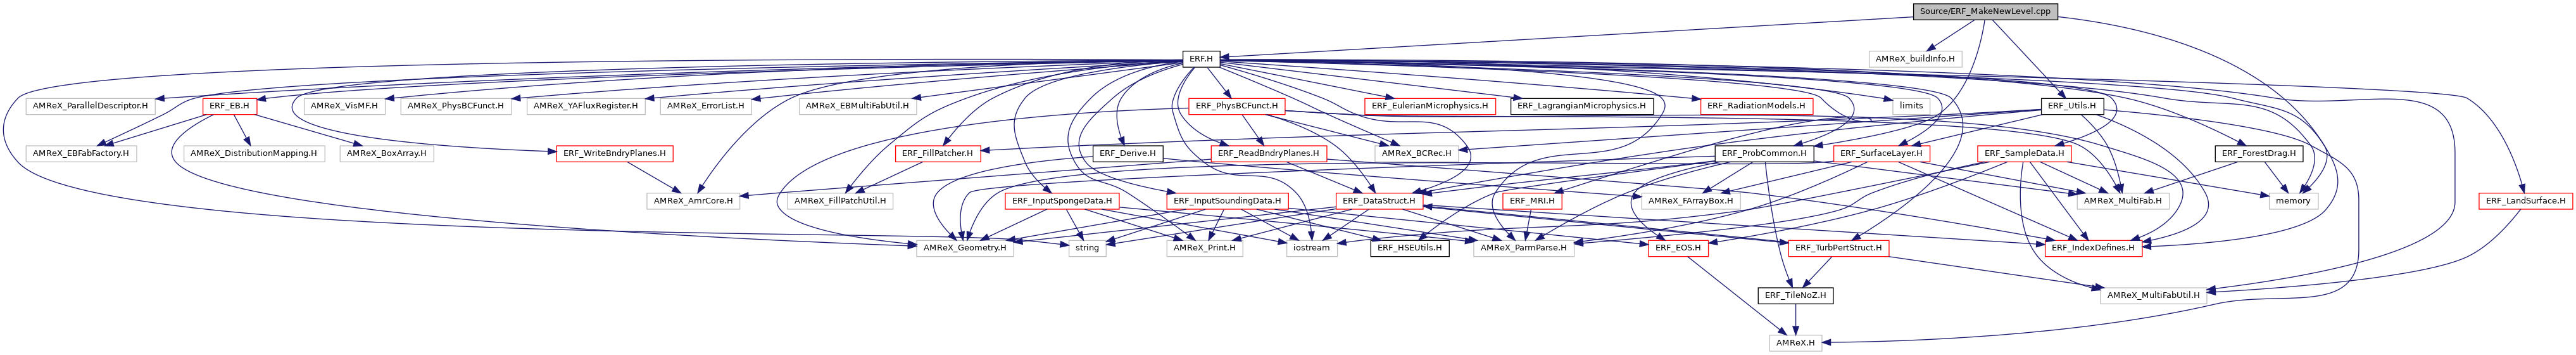 Source/ERF_MakeNewLevel.cpp
ERF.H
AMReX_buildInfo.H
AMReX_ParallelDescriptor.H
ERF_EB.H
AMReX_VisMF.H
AMReX_PhysBCFunct.H
AMReX_YAFluxRegister.H
AMReX_ErrorList.H
AMReX_EBMultiFabUtil.H
ERF_PhysBCFunct.H
ERF_EulerianMicrophysics.H
ERF_LagrangianMicrophysics.H
ERF_RadiationModels.H
limits
ERF_Utils.H
AMReX_EBFabFactory.H
AMReX_DistributionMapping.H
AMReX_BoxArray.H
ERF_WriteBndryPlanes.H
ERF_FillPatcher.H
ERF_Derive.H
ERF_ReadBndryPlanes.H
AMReX_BCRec.H
ERF_ProbCommon.H
ERF_SurfaceLayer.H
ERF_SampleData.H
ERF_ForestDrag.H
AMReX_AmrCore.H
AMReX_FillPatchUtil.H
ERF_InputSpongeData.H
ERF_InputSoundingData.H
ERF_DataStruct.H
ERF_MRI.H
AMReX_FArrayBox.H
AMReX_MultiFab.H
memory
ERF_LandSurface.H
AMReX_Geometry.H
string
AMReX_Print.H
iostream
ERF_HSEUtils.H
AMReX_ParmParse.H
ERF_EOS.H
ERF_TurbPertStruct.H
ERF_IndexDefines.H
ERF_TileNoZ.H
AMReX_MultiFabUtil.H
AMReX.H